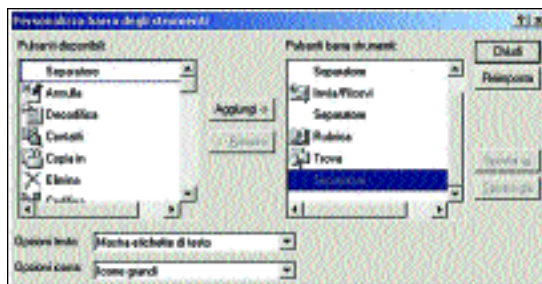 Personalizza barra degli strumenti
Pulsanti disponibili: Pulsanti barra strumenti:
Separatore Separatore Chiudi
Annulla Invia/Ricevi Reimposta
Decodifica Separatore
Aggiungi ->
Contatti Rubrica
Copia in Trova
Elimina Separatore
Opzioni testo: Mostra etichette di testo
Opzioni icona: Icone grandi